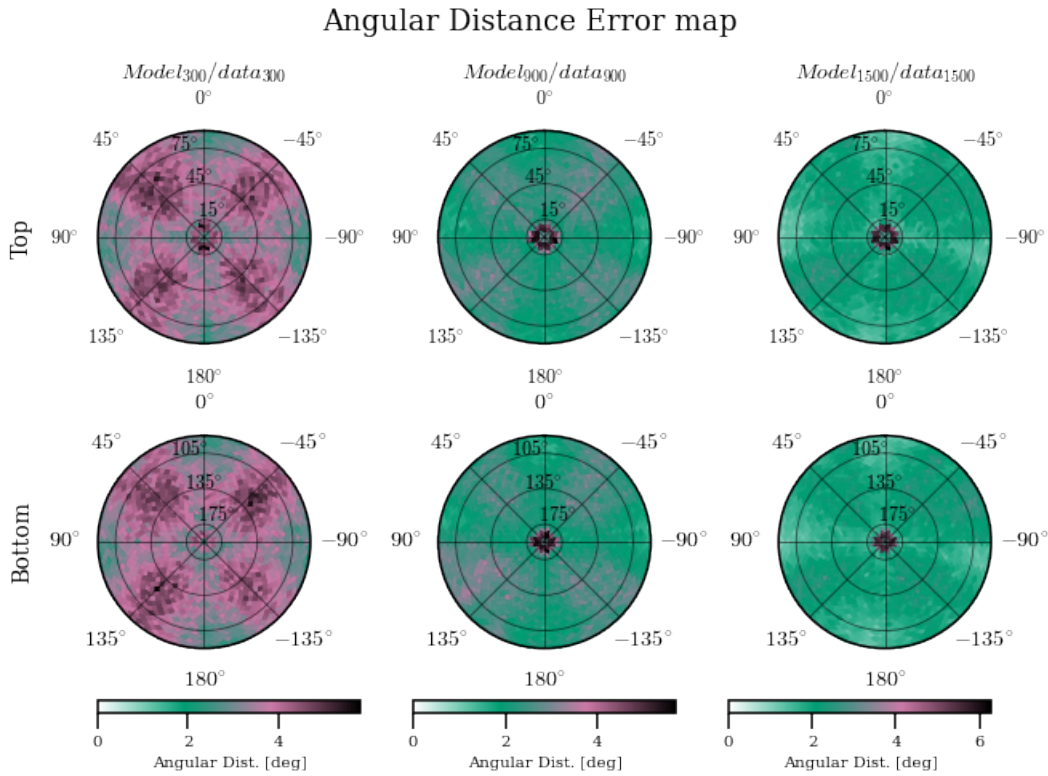 Angular Distance Error map
Model₃₀₀/data₃₀₀ Model₉₀₀/data₉₀₀ Model₁₅₀₀/data₁₅₀₀
0° 0° 0°
45° −45° 45° −45° 45° −45°
75° 75° 75°
45° 45° 45°
15° 15° 15°
Top
90° −90° 90° −90° 90° −90°
135° −135° 135° −135° 135° −135°
180° 180° 180°
0° 0° 0°
45° −45° 45° −45° 45° −45°
105° 105° 105°
135° 135° 135°
175° 175° 175°
Bottom
90° −90° 90° −90° 90° −90°
135° −135° 135° −135° 135° −135°
180° 180° 180°
0 2 4 0 2 4 0 2 4 6
Angular Dist. [deg] Angular Dist. [deg] Angular Dist. [deg]